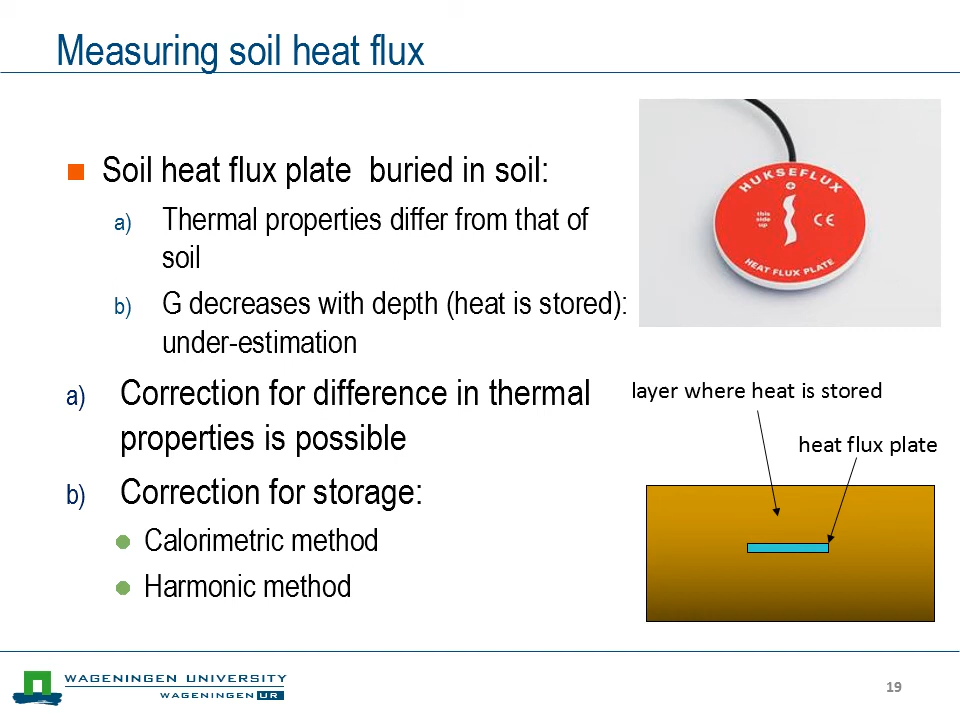 Measuring soil heat flux
Soil heat flux plate buried in soil:
a) Thermal properties differ from that of
soil
b) G decreases with depth (heat is stored):
under-estimation
a) Correction for difference in thermal
properties is possible
b) Correction for storage:
Calorimetric method
Harmonic method
HUKSEFLUX
this
side
up
CE
HEAT FLUX PLATE
layer where heat is stored
heat flux plate
WAGENINGEN UNIVERSITY
WAGENINGEN UR
19